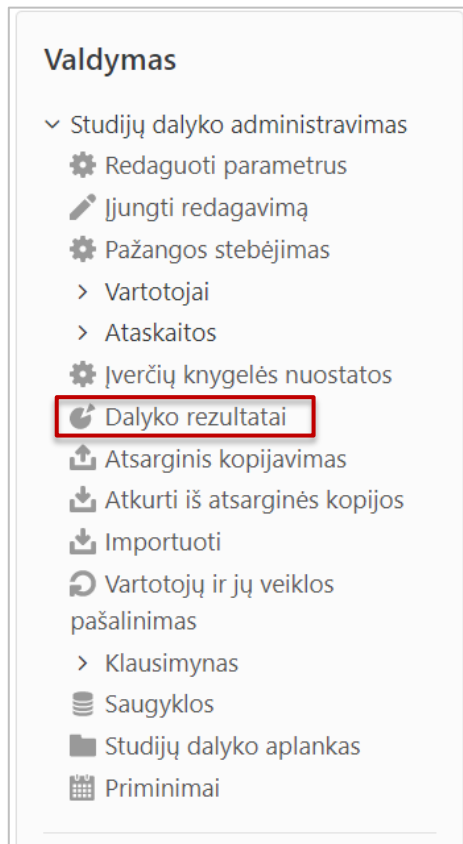 Valdymas
Studijų dalyko administravimas
Redaguoti parametrus
Įjungti redagavimą
Pažangos stebėjimas
Vartotojai
Ataskaitos
Įverčių knygelės nuostatos
Dalyko rezultatai
Atsarginis kopijavimas
Atkurti iš atsarginės kopijos
Importuoti
Vartotojų ir jų veiklos
pašalinimas
Klausimynas
Saugyklos
Studijų dalyko aplankas
Priminimai